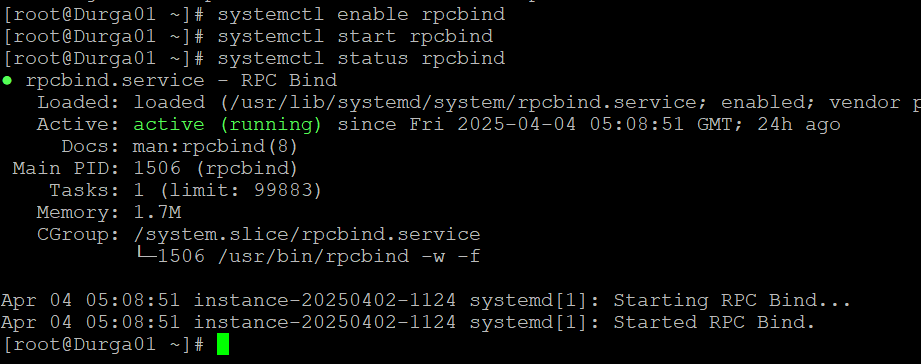 [root@Durga01 ~]# systemctl enable rpcbind
[root@Durga01 ~]# systemctl start rpcbind
[root@Durga01 ~]# systemctl status rpcbind
● rpcbind.service - RPC Bind
   Loaded: loaded (/usr/lib/systemd/system/rpcbind.service; enabled; vendor p
   Active: active (running) since Fri 2025-04-04 05:08:51 GMT; 24h ago
     Docs: man:rpcbind(8)
 Main PID: 1506 (rpcbind)
    Tasks: 1 (limit: 99883)
   Memory: 1.7M
   CGroup: /system.slice/rpcbind.service
           └─1506 /usr/bin/rpcbind -w -f
Apr 04 05:08:51 instance-20250402-1124 systemd[1]: Starting RPC Bind...
Apr 04 05:08:51 instance-20250402-1124 systemd[1]: Started RPC Bind.
[root@Durga01 ~]#